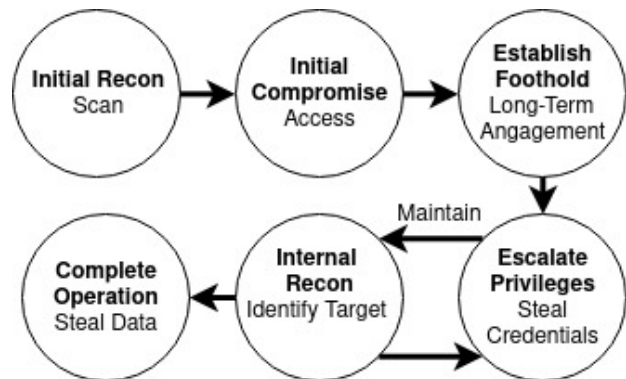 Initial Recon
Scan
Initial
Compromise
Access
Establish
Foothold
Long-Term
Angagement
Maintain
Escalate
Privileges
Steal
Credentials
Internal
Recon
Identify Target
Complete
Operation
Steal Data